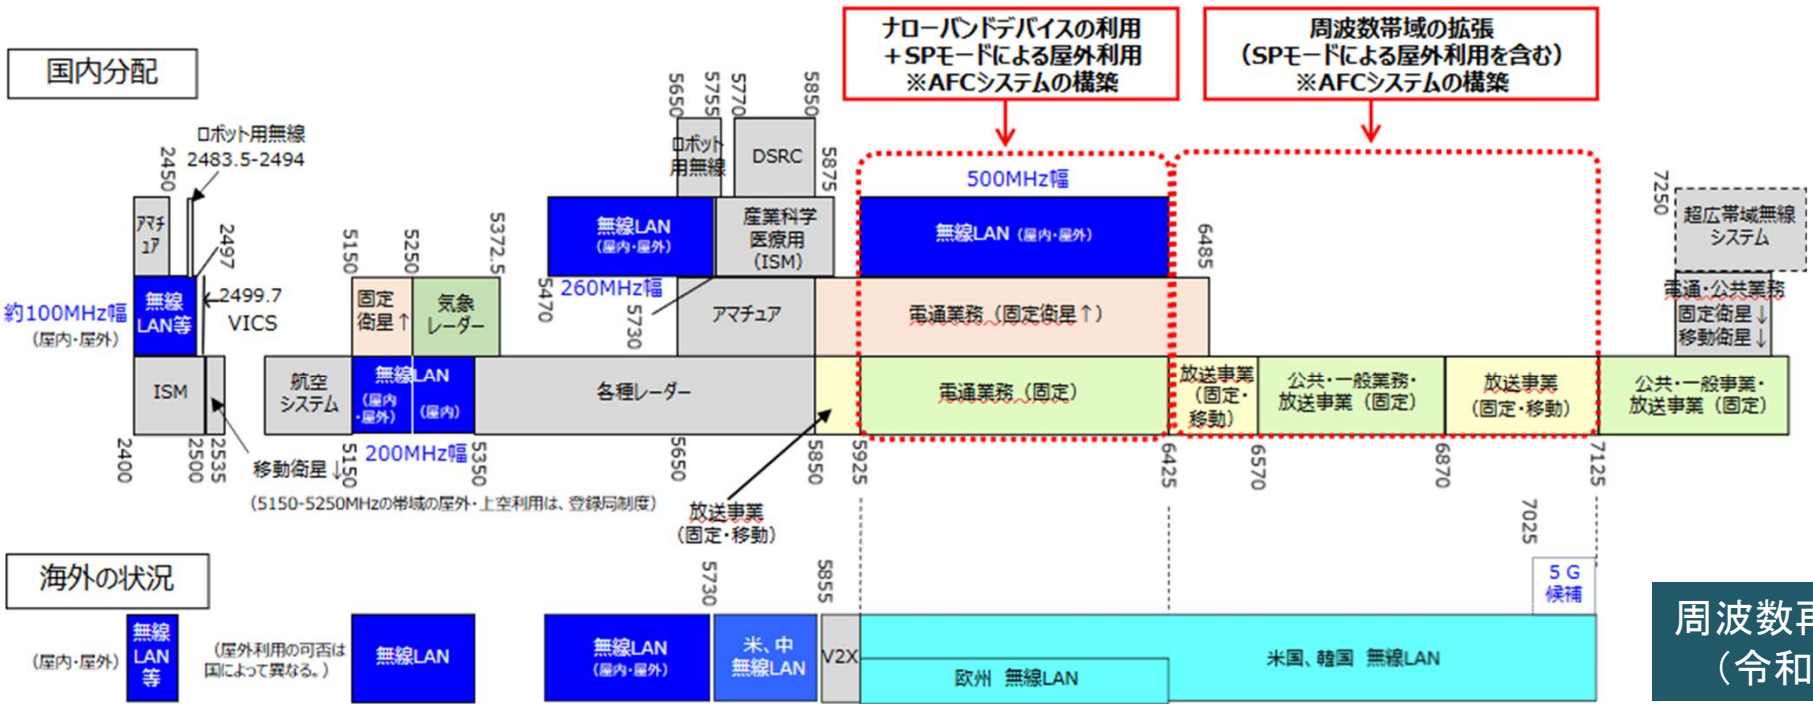 ナローバンドデバイスの利用
+SPモードによる屋外利用
※AFCシステムの構築
周波数帯域の拡張
(SPモードによる屋外利用を含む)
※AFCシステムの構築
国内分配
ロボット用無線
2483.5-2494
2450
アマチ
ュア
2497
約100MHz幅
(屋内・屋外)
無線
LAN等
2499.7
VICS
ISM
2400
2500
2535
移動衛星↓
航空
システム
5150
5250
5372.5
固定
衛星↑
気象
レーダー
無線LAN
(屋内
・屋外)
(屋内)
5150
200MHz幅
5350
(5150-5250MHzの帯域の屋外・上空利用は、登録局制度)
5650
5755
5770
5850
ロボット
用無線
DSRC
5875
無線LAN
(屋内・屋外)
産業科学
医療用
(ISM)
5470
260MHz幅
5730
アマチュア
各種レーダー
5650
5850
5925
放送事業
(固定・移動)
500MHz幅
無線LAN(屋内・屋外)
6485
電通業務(固定衛星↑)
電通業務(固定)
放送事業
(固定・
移動)
公共・一般業務・
放送事業(固定)
放送事業
(固定・移動)
公共・一般事業・
放送事業(固定)
6425
6570
6870
7125
7250
超広帯域無線
システム
電通・公共業務
固定衛星↓
移動衛星↓
7025
5G
候補
海外の状況
(屋内・屋外)
無線
LAN
等
(屋外利用の可否は
国によって異なる。)
無線LAN
無線LAN
(屋内・屋外)
5730
米、中
無線LAN
5855
V2X
欧州 無線LAN
米国、韓国 無線LAN
周波数再
(令和